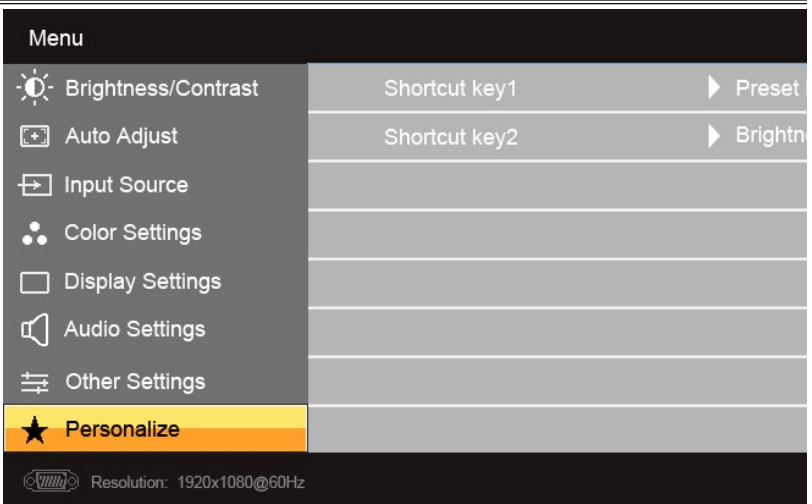 Menu
Brightness/Contrast
Shortcut key1
Preset
Auto Adjust
Shortcut key2
Input Source
Color Settings
Display Settings
Audio Settings
Other Settings
Personalize
Resolution: 1920x1080@60Hz